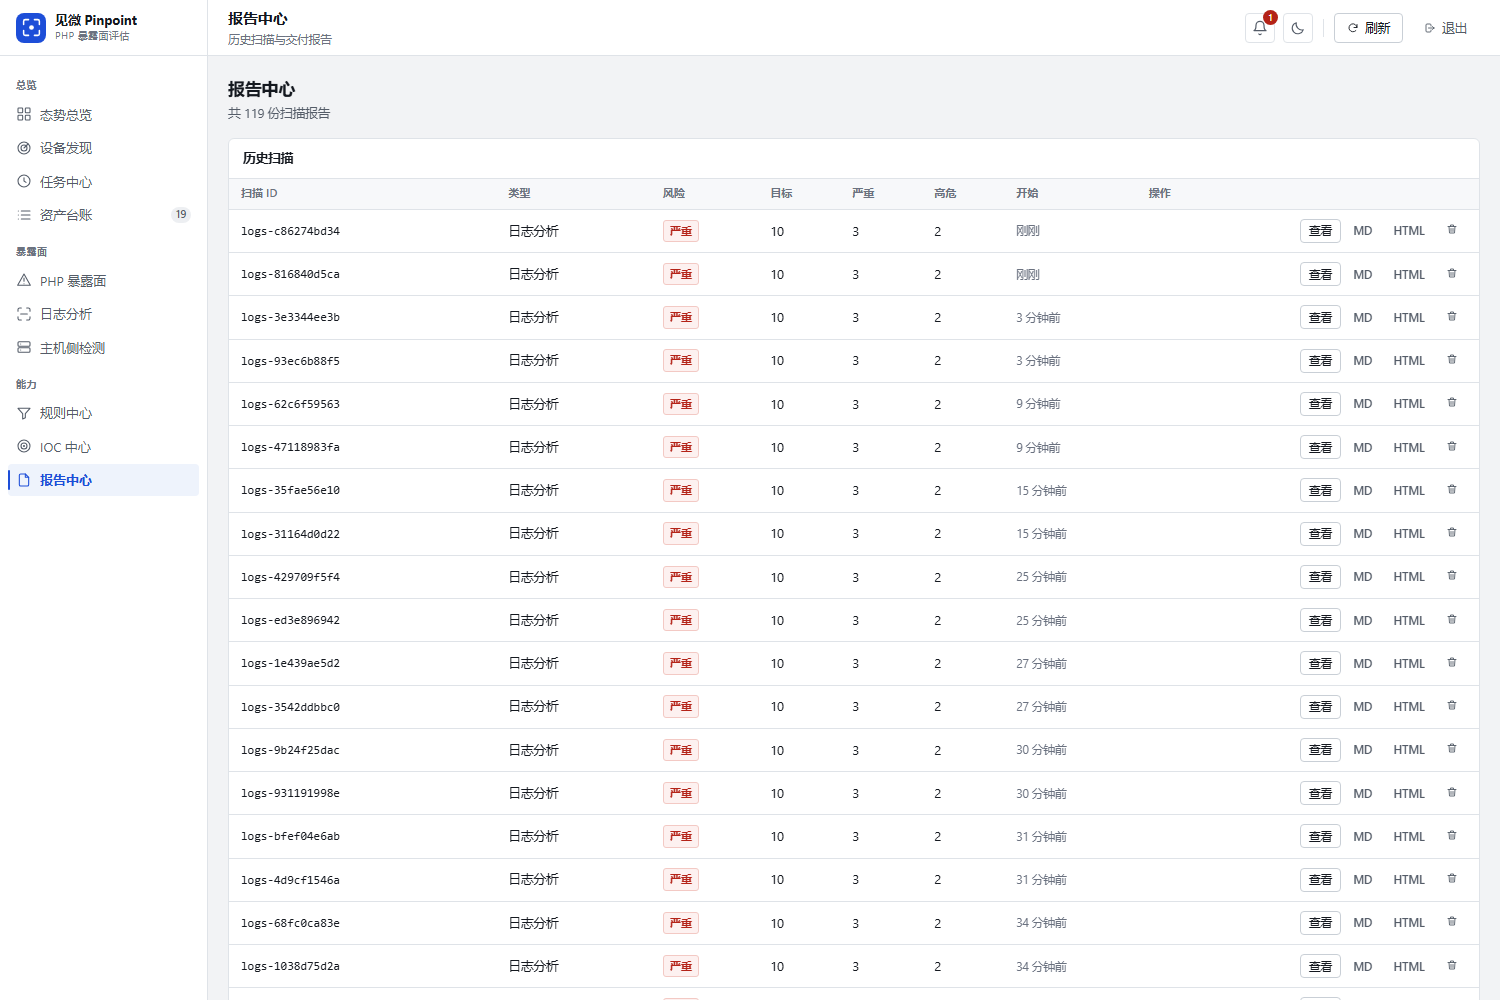 见微 Pinpoint
PHP 暴露面评估
总览
态势总览
设备发现
任务中心
资产台账 19
暴露面
PHP 暴露面
日志分析
主机侧检测
能力
规则中心
IOC 中心
报告中心
报告中心
历史扫描与交付报告
1
刷新
退出
报告中心
共 119 份扫描报告
历史扫描
扫描 ID 类型 风险 目标 严重 高危 开始 操作
logs-c86274bd34 日志分析 严重 10 3 2 刚刚 查看 MD HTML
logs-816840d5ca 日志分析 严重 10 3 2 刚刚 查看 MD HTML
logs-3e3344ee3b 日志分析 严重 10 3 2 3 分钟前 查看 MD HTML
logs-93ec6b88f5 日志分析 严重 10 3 2 3 分钟前 查看 MD HTML
logs-62c6f59563 日志分析 严重 10 3 2 9 分钟前 查看 MD HTML
logs-47118983fa 日志分析 严重 10 3 2 9 分钟前 查看 MD HTML
logs-35fae56e10 日志分析 严重 10 3 2 15 分钟前 查看 MD HTML
logs-31164d0d22 日志分析 严重 10 3 2 15 分钟前 查看 MD HTML
logs-429709f5f4 日志分析 严重 10 3 2 25 分钟前 查看 MD HTML
logs-ed3e896942 日志分析 严重 10 3 2 25 分钟前 查看 MD HTML
logs-1e439ae5d2 日志分析 严重 10 3 2 27 分钟前 查看 MD HTML
logs-3542ddbbc0 日志分析 严重 10 3 2 27 分钟前 查看 MD HTML
logs-9b24f25dac 日志分析 严重 10 3 2 30 分钟前 查看 MD HTML
logs-931191998e 日志分析 严重 10 3 2 30 分钟前 查看 MD HTML
logs-bfef04e6ab 日志分析 严重 10 3 2 31 分钟前 查看 MD HTML
logs-4d9cf1546a 日志分析 严重 10 3 2 31 分钟前 查看 MD HTML
logs-68fc0ca83e 日志分析 严重 10 3 2 34 分钟前 查看 MD HTML
logs-1038d75d2a 日志分析 严重 10 3 2 34 分钟前 查看 MD HTML